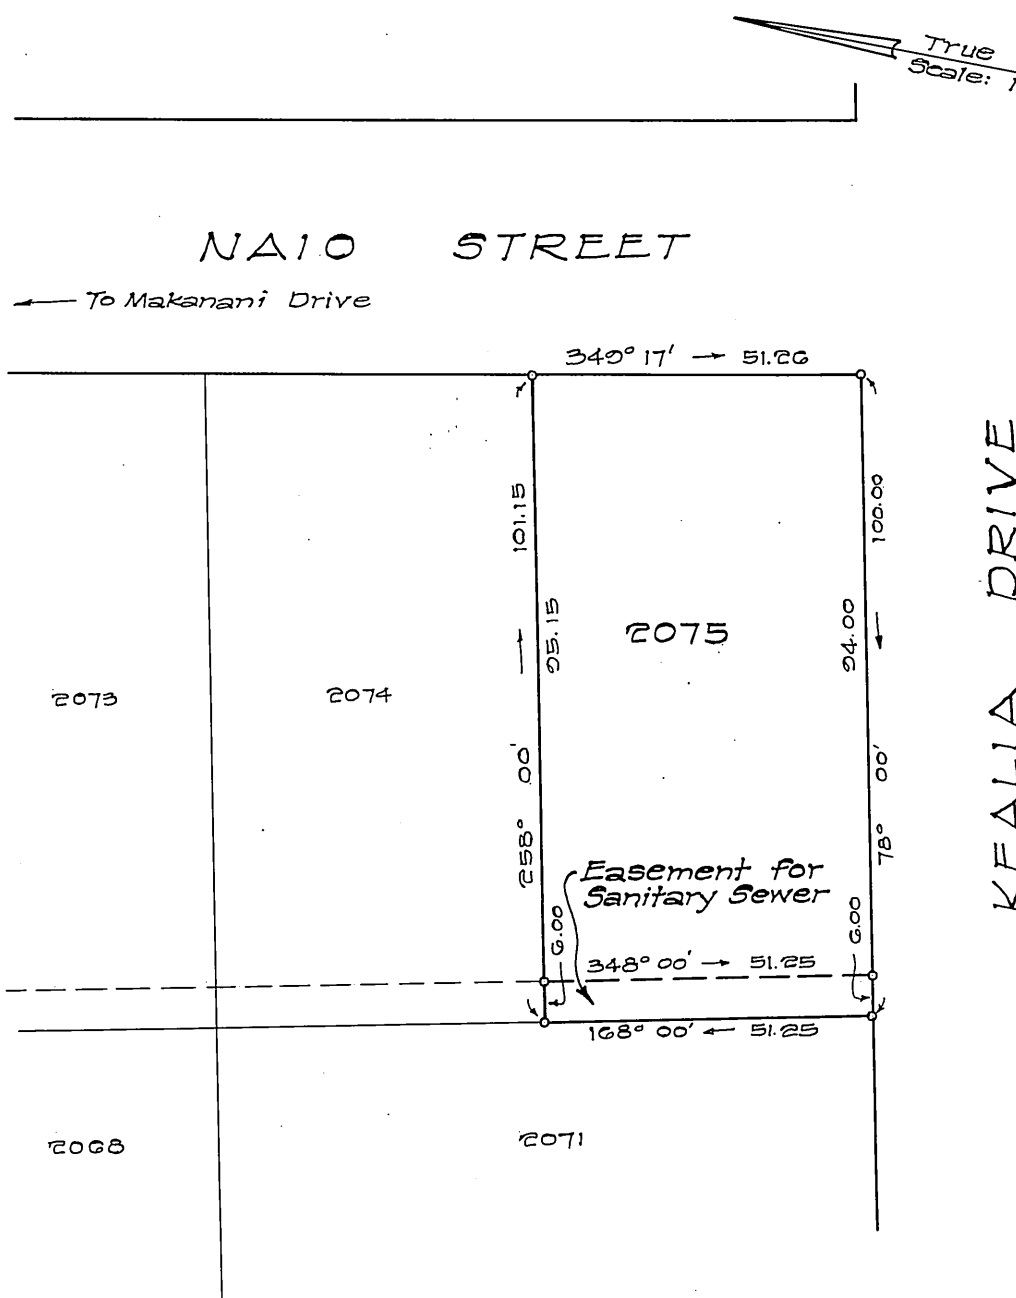 True
Scale: 1
NAIO STREET
To Makanani Drive
349° 17' → 51.26
101.15
100.00
KEALIA DRIVE
95.15
94.00
2075
2073
2074
258° 00'
78° 00'
Easement for
Sanitary Sewer
6.00
6.00
348° 00' → 51.25
168° 00' ← 51.25
2068
2071